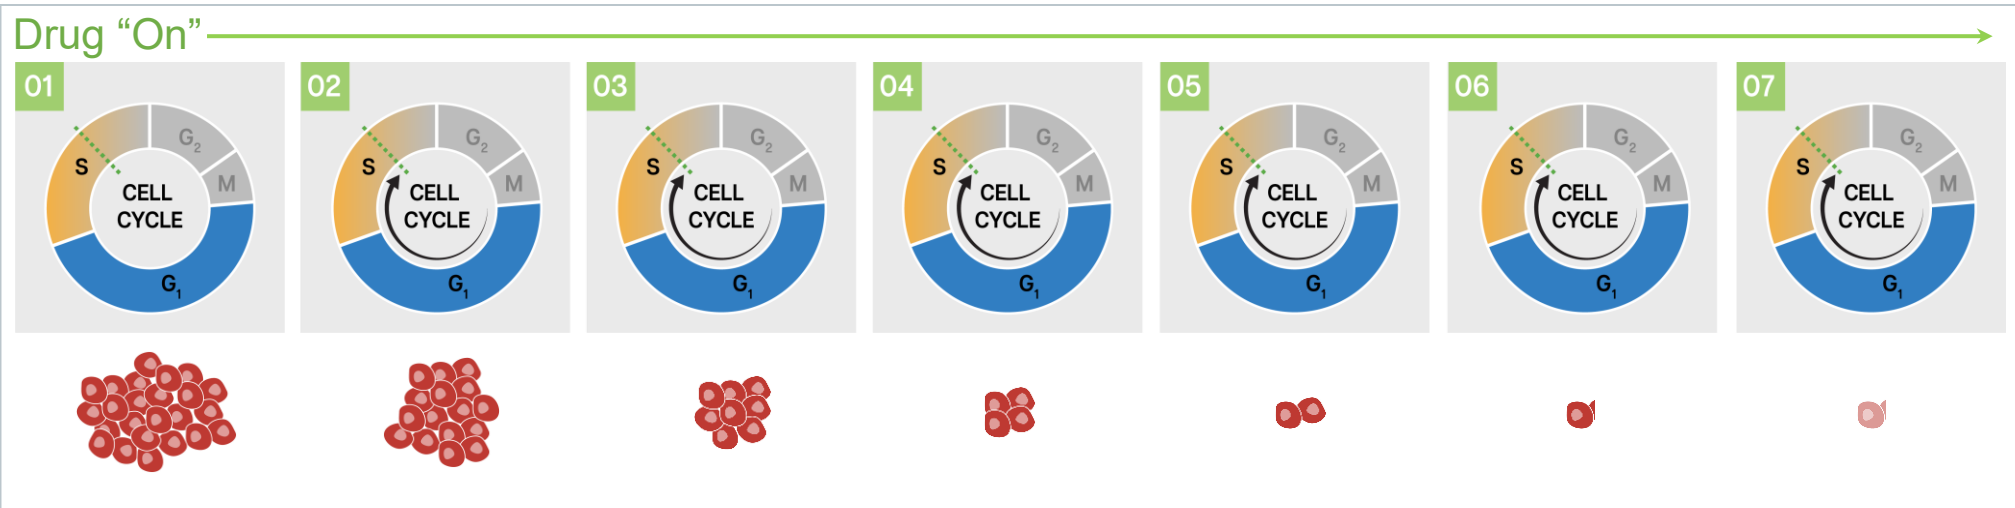 Drug “On”
01 02 03 04 05 06 07
G2 G2 G2 G2 G2 G2 G2
S S S S S S S
M M M M M M M
CELL CELL CELL CELL CELL CELL CELL
CYCLE CYCLE CYCLE CYCLE CYCLE CYCLE CYCLE
G1 G1 G1 G1 G1 G1 G1